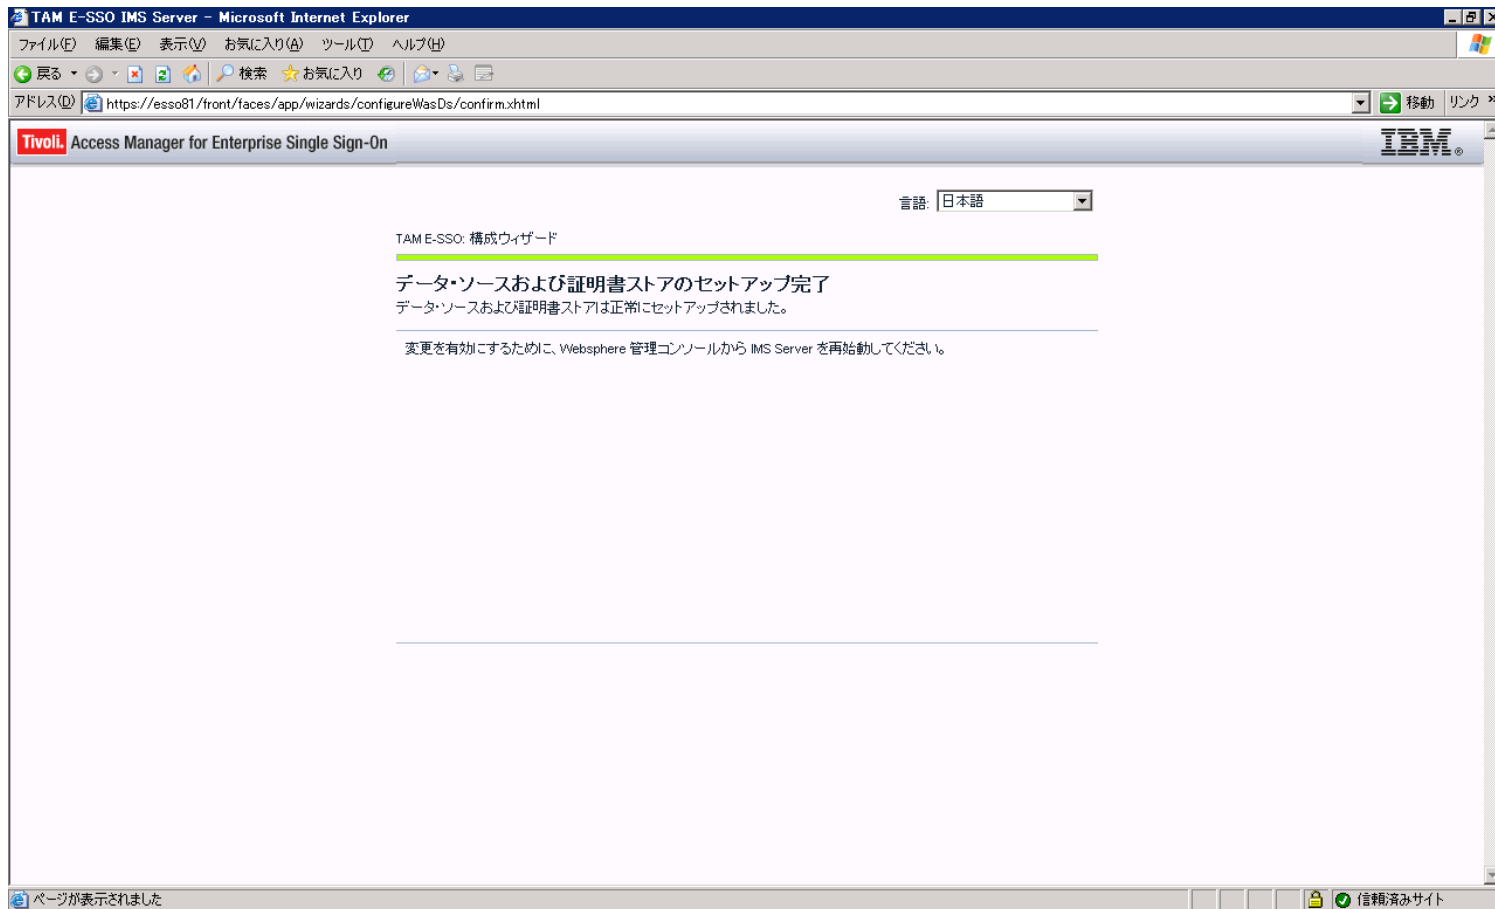 TAM E-SSO IMS Server - Microsoft Internet Explorer
ファイル(F) 編集(E) 表示(V) お気に入り(A) ツール(T) ヘルプ(H)
戻る 検索 お気に入り
アドレス(D) https://esso81/front/faces/app/wizards/configureWasDs/confirm.xhtml 移動 リンク »
Tivoli. Access Manager for Enterprise Single Sign-On IBM®
言語: 日本語
TAM E-SSO: 構成ウィザード
データ・ソースおよび証明書ストアのセットアップ完了
データ・ソースおよび証明書ストアは正常にセットアップされました。
変更を有効にするために、Websphere 管理コンソールから IMS Server を再始動してください。
ページが表示されました 信頼済みサイト